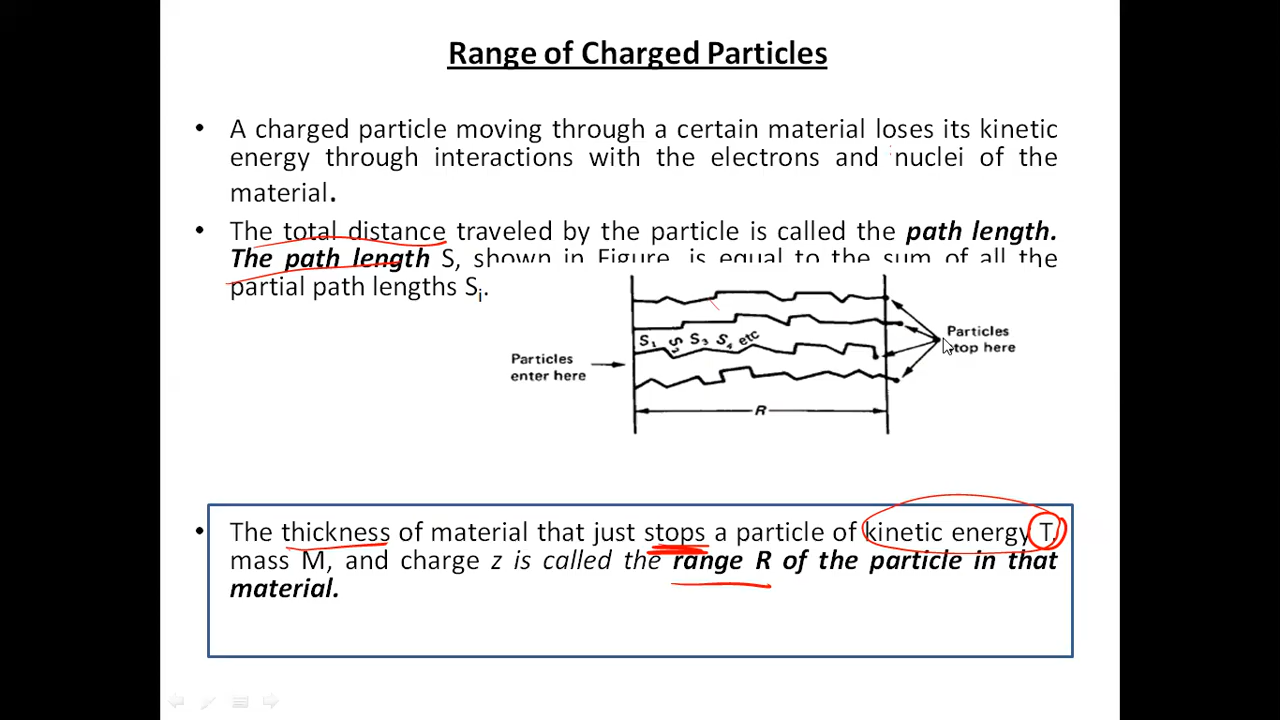 Range of Charged Particles
• A charged particle moving through a certain material loses its kinetic
energy through interactions with the electrons and nuclei of the
material.
• The total distance traveled by the particle is called the path length.
The path length S, shown in Figure, is equal to the sum of all the
partial path lengths Si.
Particles
top here
S1 S2 S3 S4 etc
Particles
enter here
R
• The thickness of material that just stops a particle of kinetic energy T,
mass M, and charge z is called the range R of the particle in that
material.